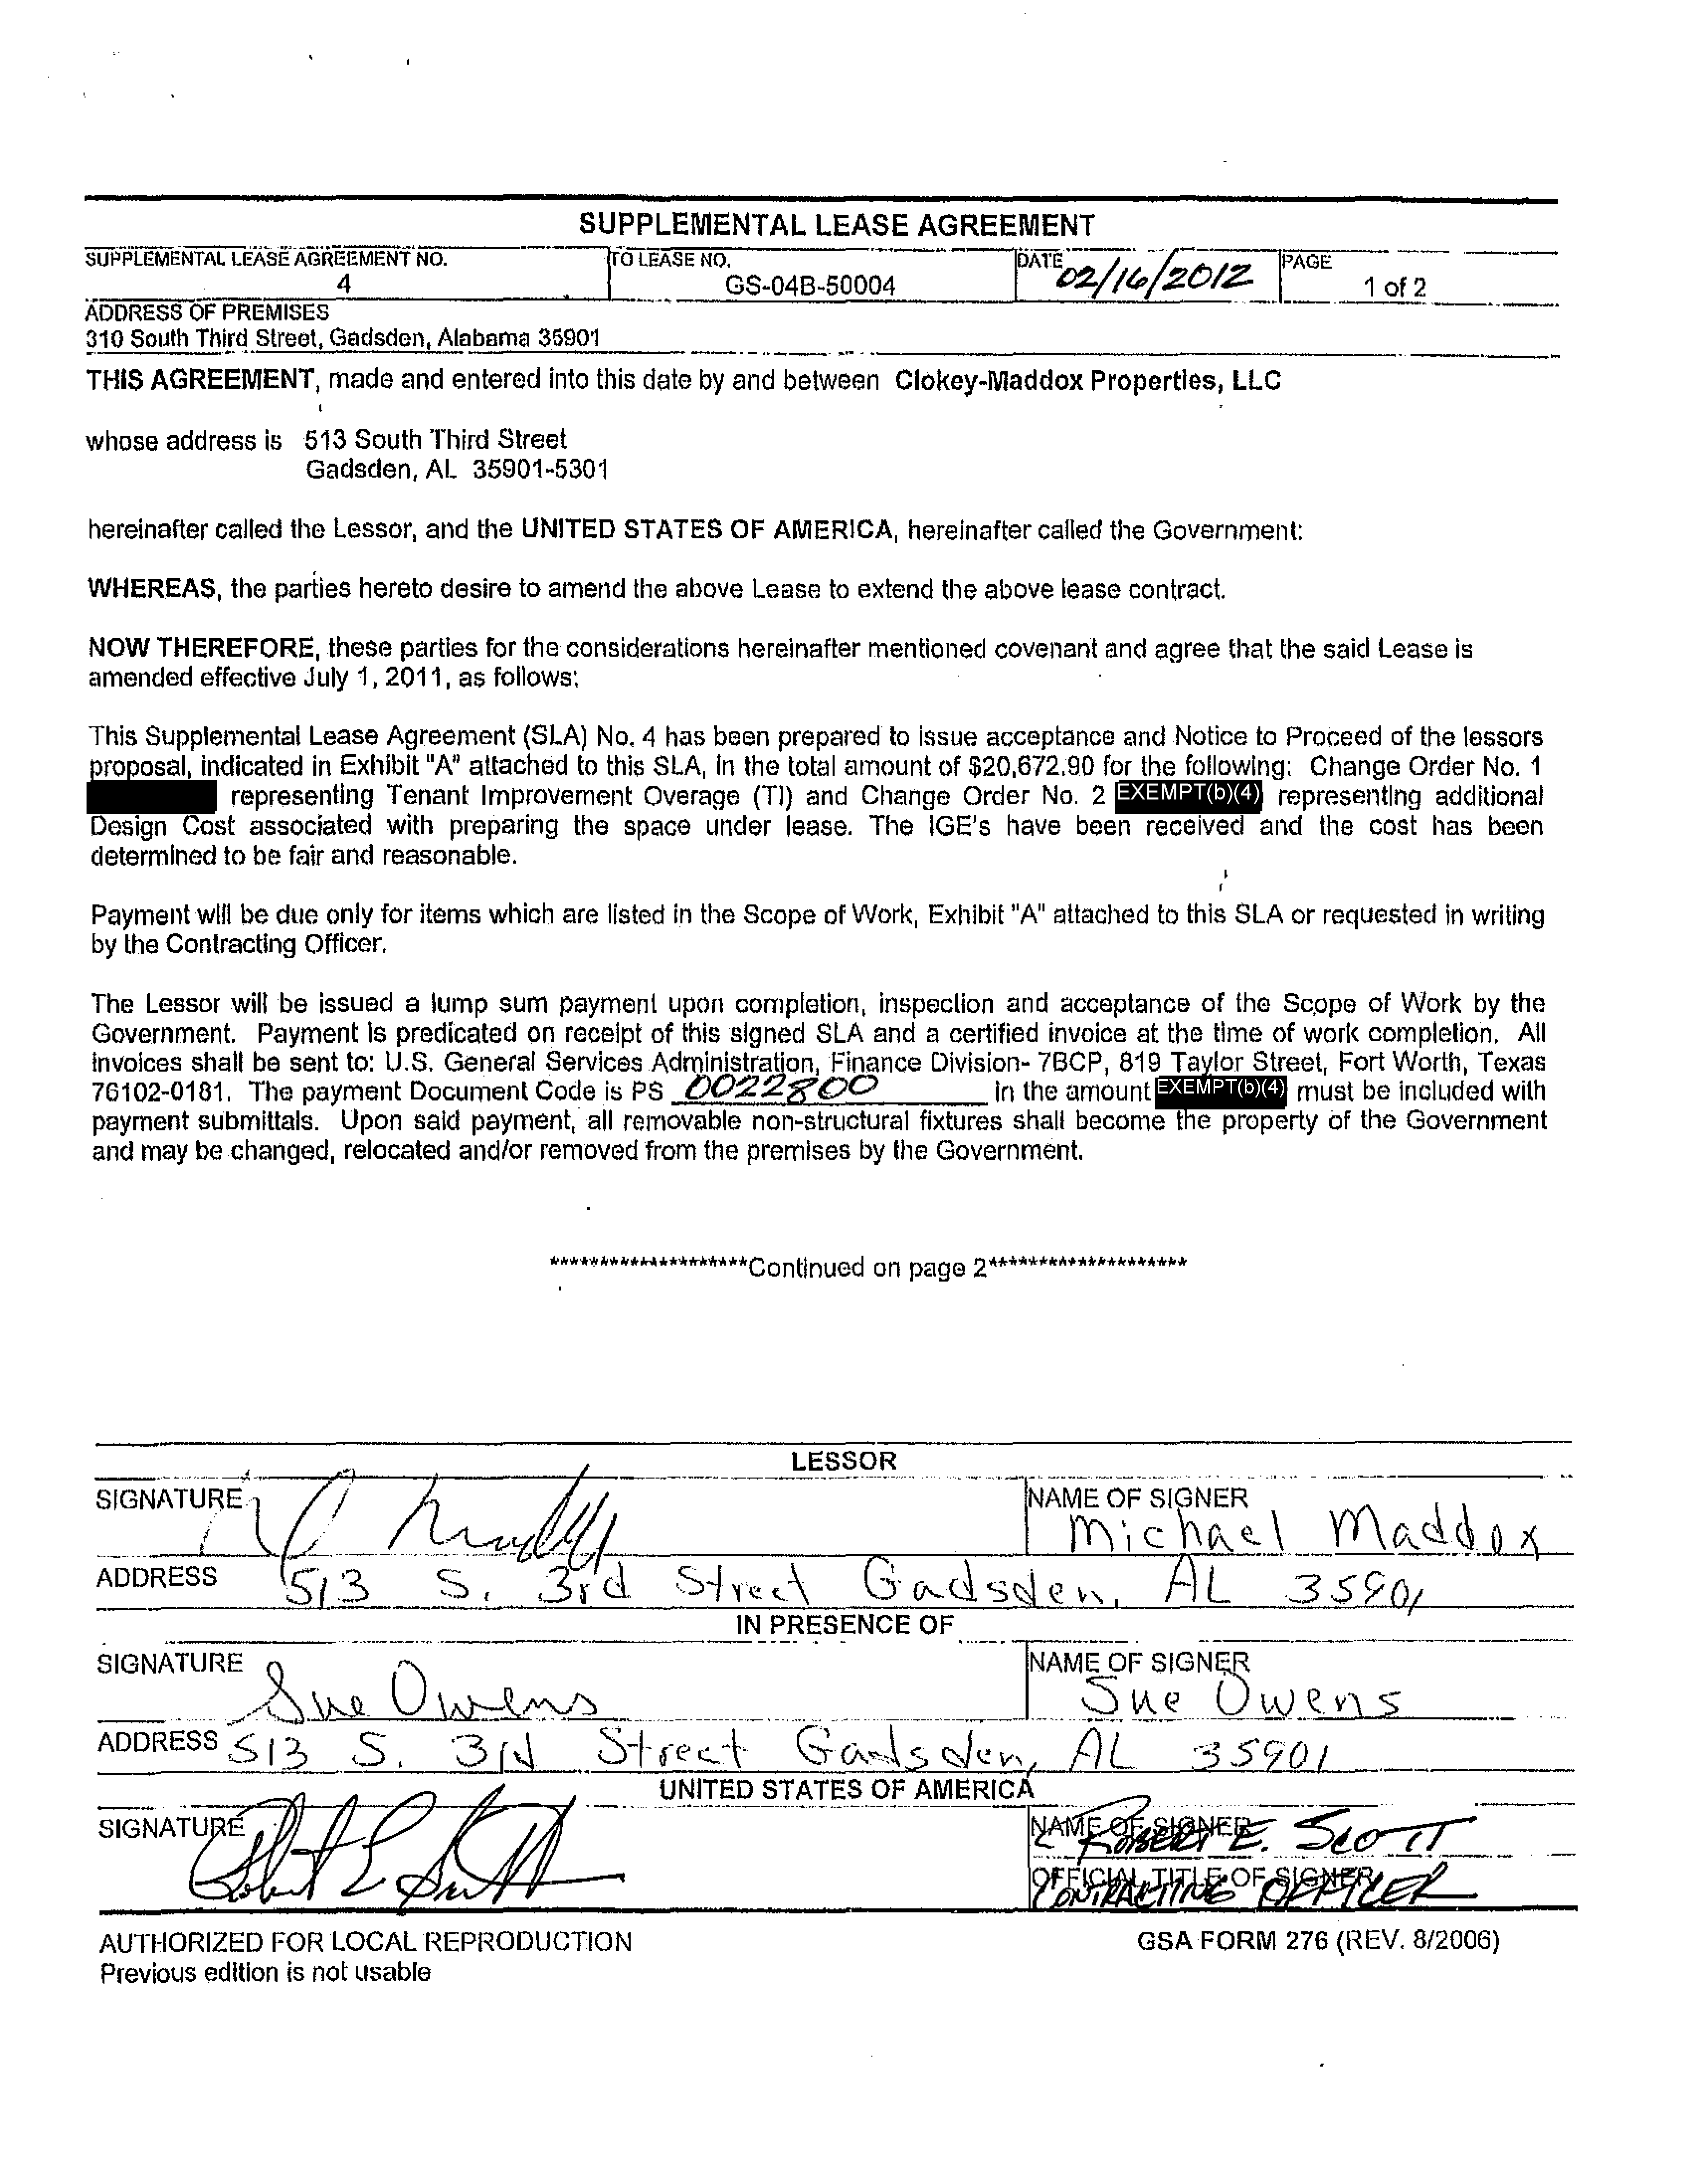 SUPPLEMENTAL LEASE AGREEMENT
SUPPLEMENTAL LEASE AGREEMENT NO.
4
TO LEASE NO.
GS-04B-50004
DATE
02/16/2012
PAGE
1 of 2
ADDRESS OF PREMISES
310 South Third Street, Gadsden, Alabama 35901
THIS AGREEMENT, made and entered into this date by and between Clokey-Maddox Properties, LLC
whose address is 513 South Third Street
Gadsden, AL 35901-5301
hereinafter called the Lessor, and the UNITED STATES OF AMERICA, hereinafter called the Government:
WHEREAS, the parties hereto desire to amend the above Lease to extend the above lease contract.
NOW THEREFORE, these parties for the considerations hereinafter mentioned covenant and agree that the said Lease is
amended effective July 1, 2011, as follows:
This Supplemental Lease Agreement (SLA) No. 4 has been prepared to issue acceptance and Notice to Proceed of the lessors
proposal, indicated in Exhibit "A" attached to this SLA, in the total amount of $20,672.90 for the following: Change Order No. 1
representing Tenant Improvement Overage (TI) and Change Order No. 2 EXEMPT(b)(4) representing additional
Design Cost associated with preparing the space under lease. The IGE's have been received and the cost has been
determined to be fair and reasonable.
Payment will be due only for items which are listed in the Scope of Work, Exhibit "A" attached to this SLA or requested in writing
by the Contracting Officer.
The Lessor will be issued a lump sum payment upon completion, inspection and acceptance of the Scope of Work by the
Government. Payment is predicated on receipt of this signed SLA and a certified invoice at the time of work completion. All
invoices shall be sent to: U.S. General Services Administration, Finance Division- 7BCP, 819 Taylor Street, Fort Worth, Texas
76102-0181. The payment Document Code is PS 0022800 in the amount EXEMPT(b)(4) must be included with
payment submittals. Upon said payment, all removable non-structural fixtures shall become the property of the Government
and may be changed, relocated and/or removed from the premises by the Government.
********************Continued on page 2********************
LESSOR
SIGNATURE
NAME OF SIGNER
Michael Maddox
ADDRESS 513 S. 3rd Street Gadsden, AL 35901
IN PRESENCE OF
SIGNATURE
Sue Owens
NAME OF SIGNER
Sue Owens
ADDRESS 513 S. 3rd Street Gadsden, AL 35901
UNITED STATES OF AMERICA
SIGNATURE
Robert E Scott
NAME OF SIGNER
ROBERT E. SCOTT
OFFICIAL TITLE OF SIGNER
CONTRACTING OFFICER
AUTHORIZED FOR LOCAL REPRODUCTION
Previous edition is not usable
GSA FORM 276 (REV. 8/2006)